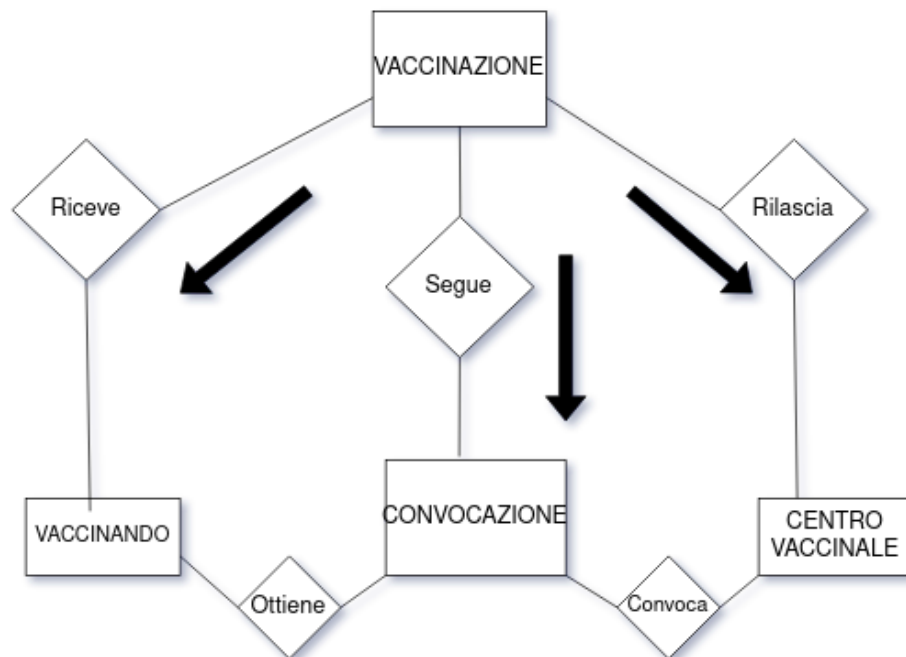 VACCINAZIONE
Riceve
Rilascia
Segue
VACCINANDO
CONVOCAZIONE
CENTRO
VACCINALE
Ottiene
Convoca